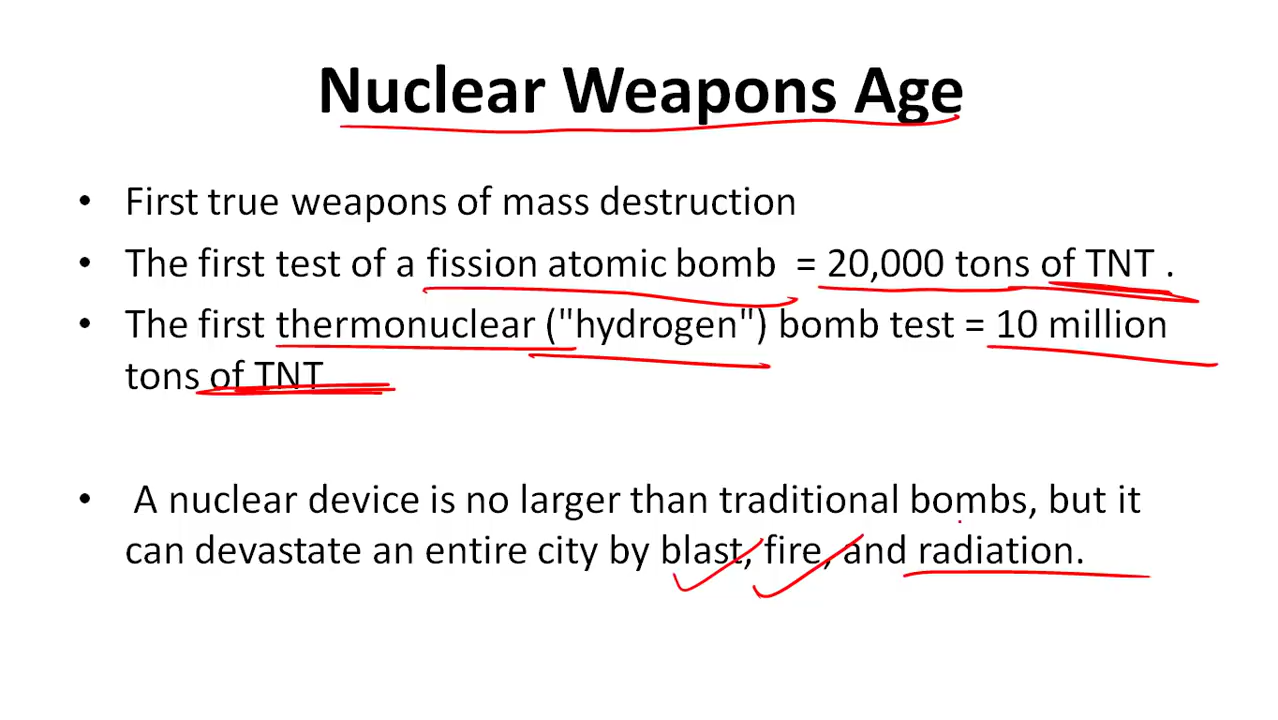 Nuclear Weapons Age
• First true weapons of mass destruction
• The first test of a fission atomic bomb = 20,000 tons of TNT .
• The first thermonuclear ("hydrogen") bomb test = 10 million
tons of TNT
• A nuclear device is no larger than traditional bombs, but it
can devastate an entire city by blast, fire, and radiation.